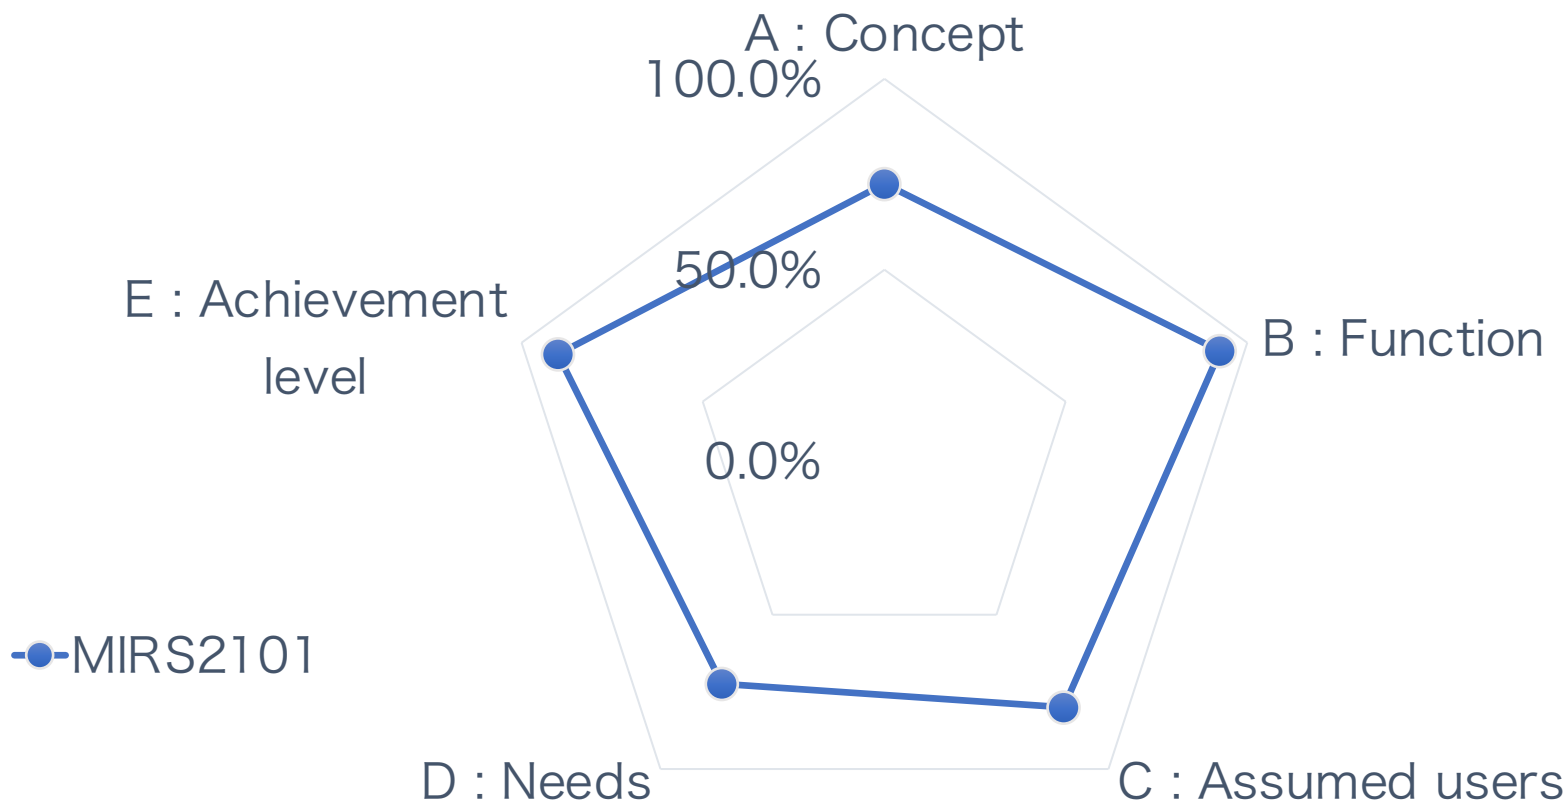 A : Concept
100.0%
50.0%
E : Achievement
level
B : Function
0.0%
MIRS2101
D : Needs
C : Assumed users